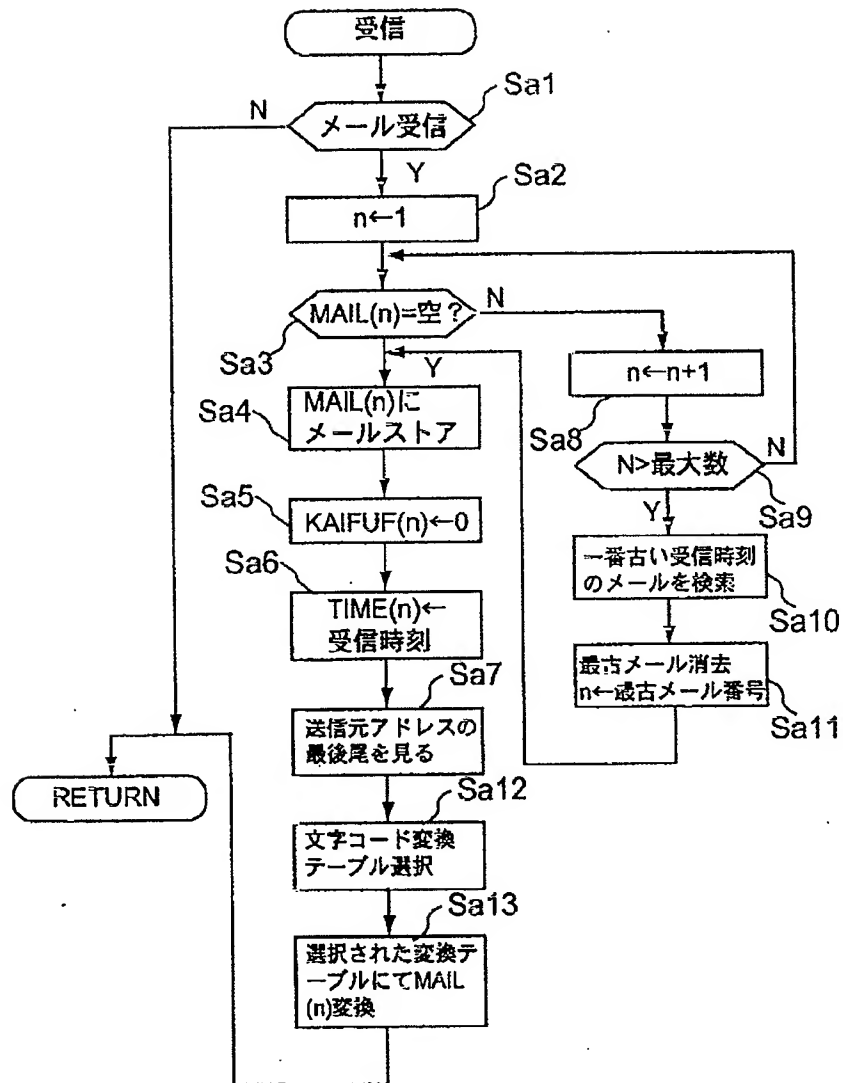 受信
Sa1
N
メール受信
Y
Sa2
n←1
MAIL(n)=空?
N
Sa3
Y
n←n+1
Sa8
Sa4
MAIL(n)に
メールストア
N>最大数
N
Sa9
Y
Sa5
KAIFUF(n)←0
一番古い受信時刻
のメールを検索
Sa10
Sa6
TIME(n)←
受信時刻
最古メール消去
n←最古メール番号
Sa11
Sa7
送信元アドレスの
最後尾を見る
RETURN
Sa12
文字コード変換
テーブル選択
Sa13
選択された変換テ
ーブルにてMAIL
(n)変換